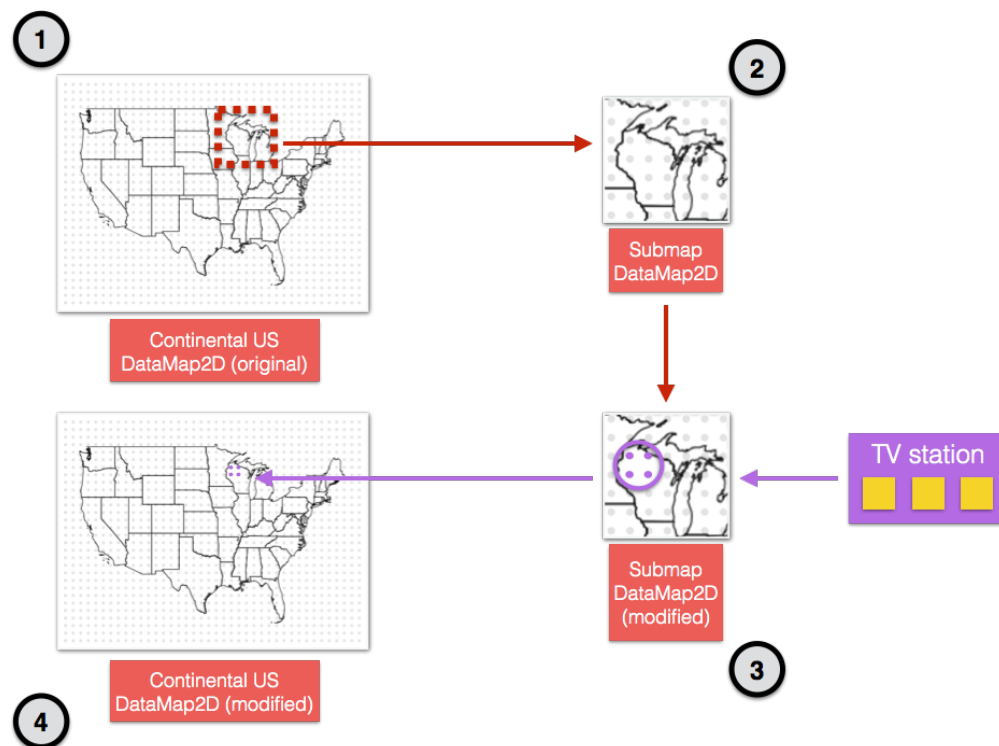 1
2
Continental US
DataMap2D (original)
Submap
DataMap2D
TV station
Submap
DataMap2D
(modified)
3
Continental US
DataMap2D (modified)
4